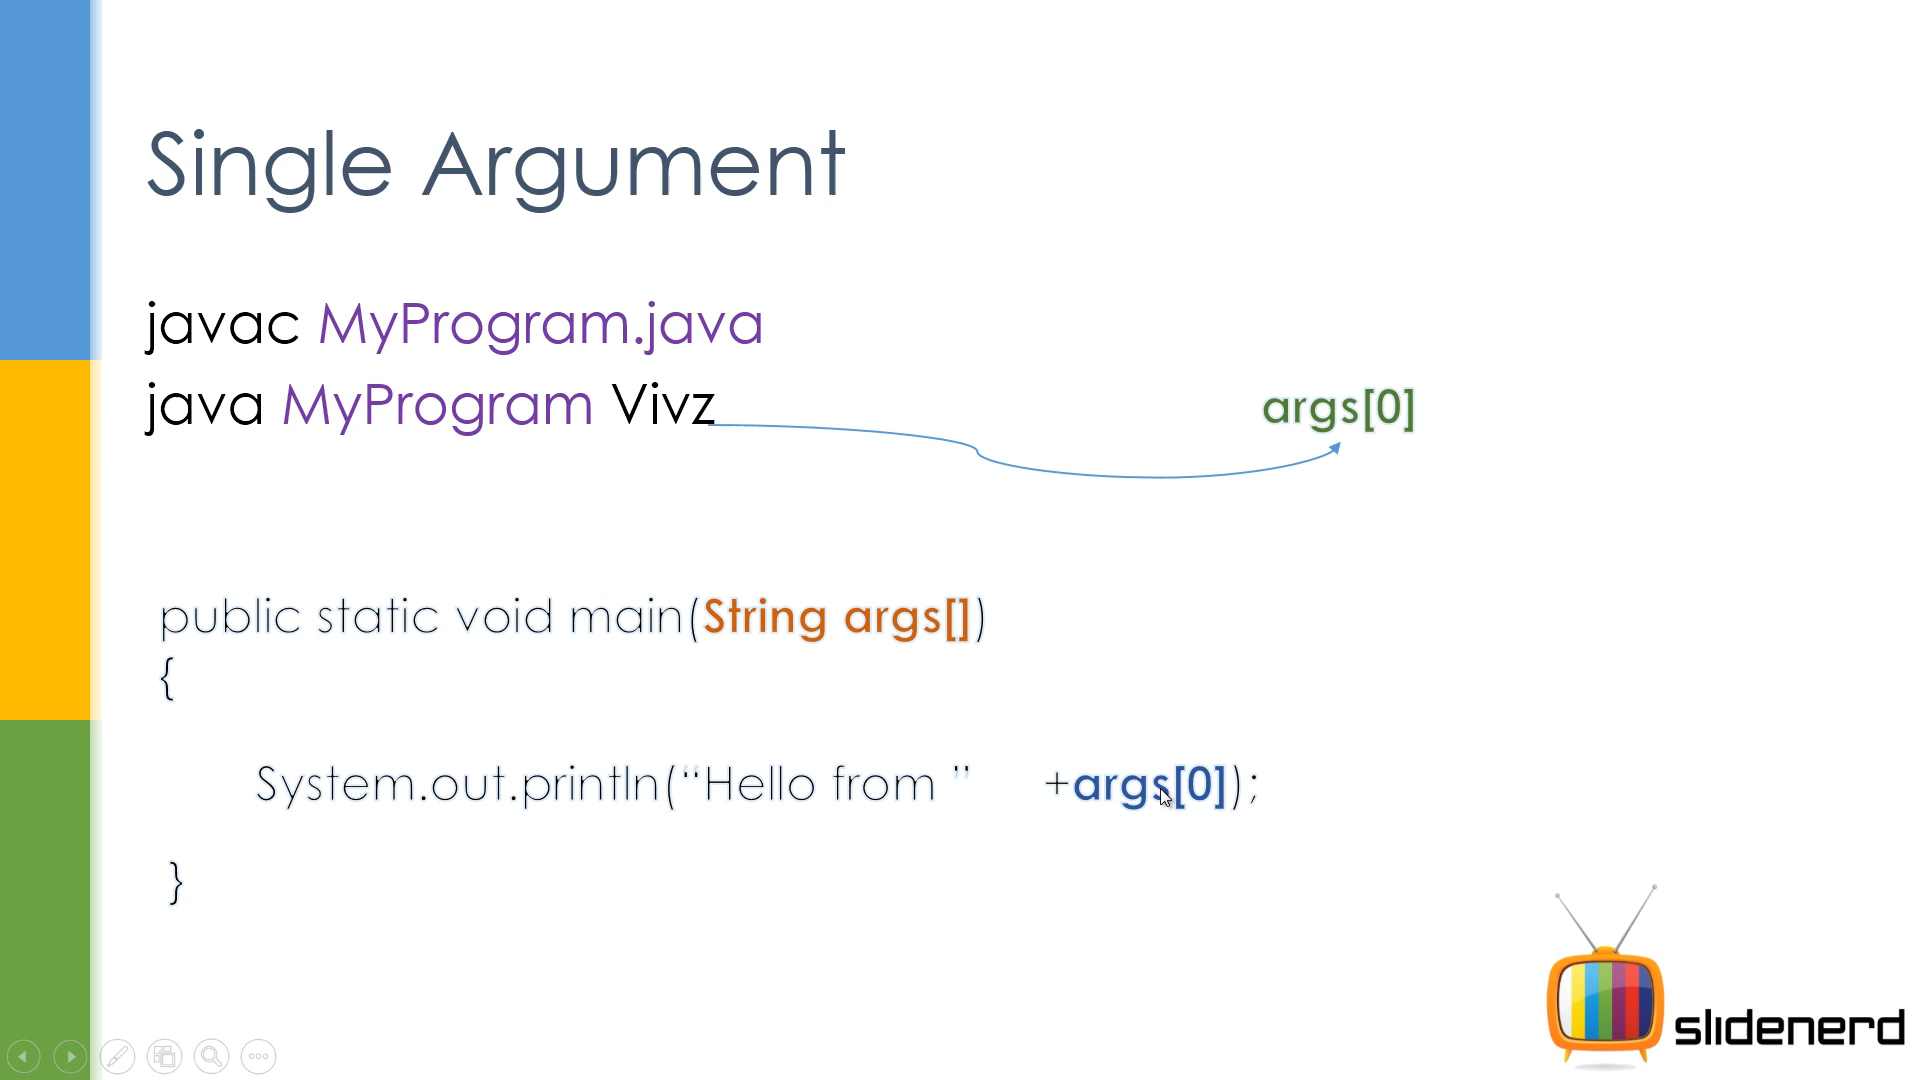 Single Argument
javac MyProgram.java
java MyProgram Vivz
args[0]
public static void main(String args[])
{
System.out.println(“Hello from ” +args[0]);
}
slidenerd